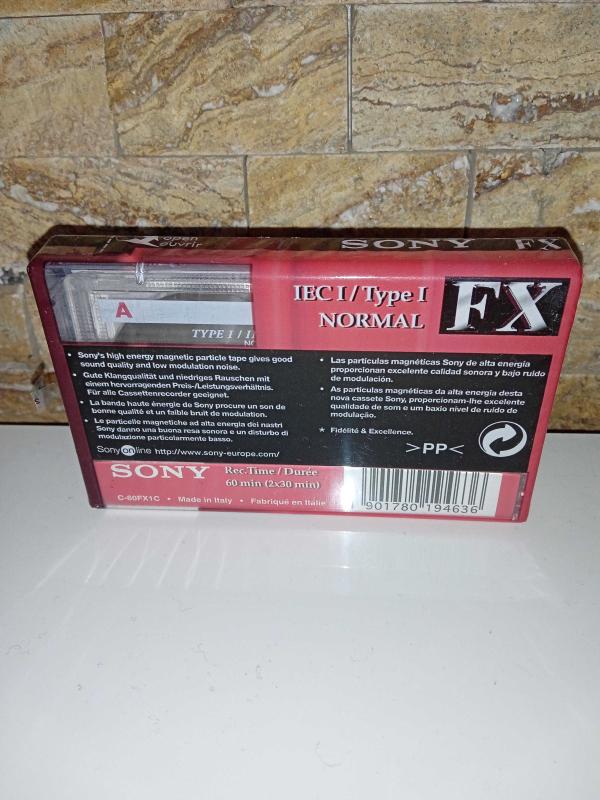 open
ouvrir
SONY FX
A
TYPE I / I
IEC I / Type I
NORMAL
FX
• Sony's high energy magnetic particle tape gives good
sound quality and low modulation noise.
• Gute Klangqualität und niedriges Rauschen mit
einem hervorragenden Preis-/Leistungsverhältnis.
Für alle Cassettenrecorder geeignet.
• La bande haute énergie de Sony procure un son de
bonne qualité et un faible bruit de modulation.
• Le particelle magnetiche ad alta energia dei nastri
Sony danno una buona resa sonora e un disturbo di
modulazione particolarmente basso.
Sony online http://www.sony-europe.com/
• Las partículas magnéticas Sony de alta energía
proporcionan excelente calidad sonora y bajo ruido
de modulación.
• As partículas magnéticas da alta energia desta
nova cassete Sony, proporcionam-lhe excelente
qualidade de som e um baxio nível de ruído de
modulação.
* Fidélité & Excellence.
>PP<
SONY
Rec.Time / Durée
60 min (2x30 min)
C-60FX1C • Made in Italy • Fabriqué en Italie
901780 194636